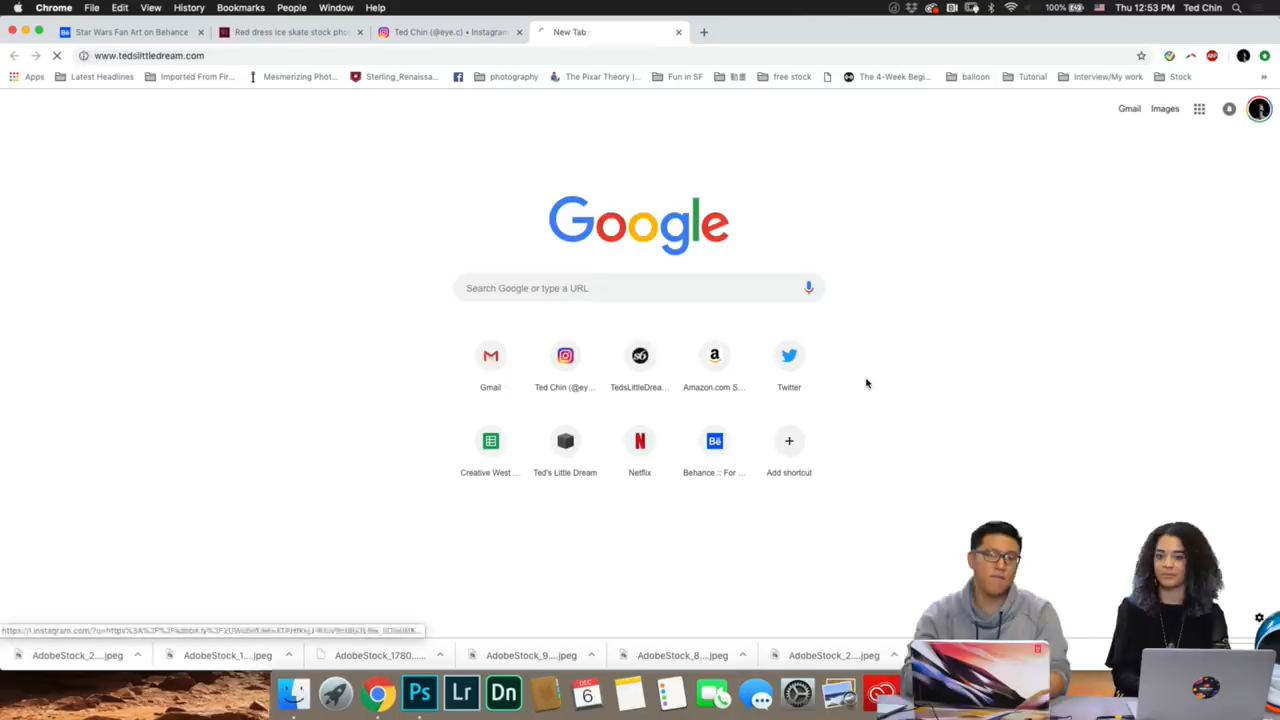 Chrome File Edit View History Bookmarks People Window Help 100% Thu 12:53 PM Ted Chin
Star Wars Fan Art on Behance Red dress ice skate stock pho Ted Chin (@eye.c) • Instagram New Tab
www.tedslittledream.com
Apps Latest Headlines Imported From Fir... Mesmerizing Phot... Sterling_Renaissa... photography The Pixar Theory |... Fun in SF 動畫 free stock The 4-Week Begi... balloon Tutorial Interview/My work Stock »
Gmail Images
Google
Search Google or type a URL
Gmail Ted Chin (@ey... TedsLittleDrea... Amazon.com S... Twitter
Creative West ... Ted's Little Dream Netflix Behance :: For ... Add shortcut
AdobeStock_2....jpeg AdobeStock_1....jpeg AdobeStock_1780.... AdobeStock_9....jpeg AdobeStock_8....jpeg AdobeStock_2....jpeg
Ps Lr Dn DEC 6